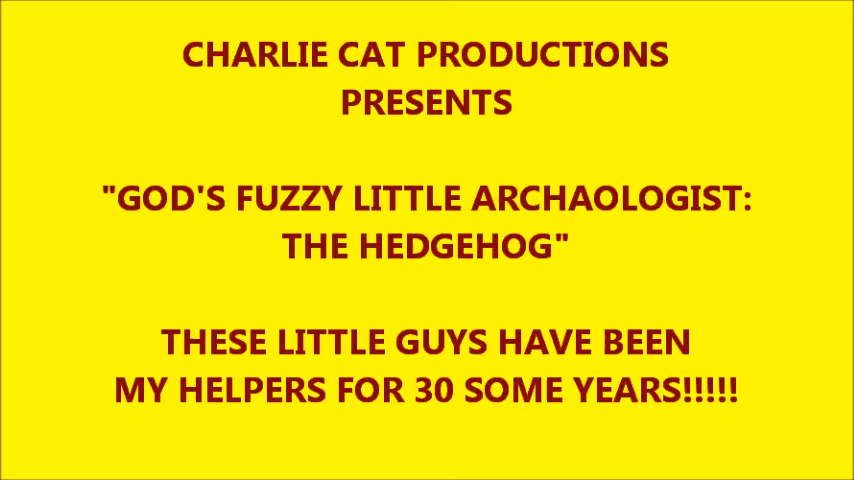 CHARLIE CAT PRODUCTIONS
PRESENTS
"GOD'S FUZZY LITTLE ARCHAOLOGIST:
THE HEDGEHOG"
THESE LITTLE GUYS HAVE BEEN
MY HELPERS FOR 30 SOME YEARS!!!!!